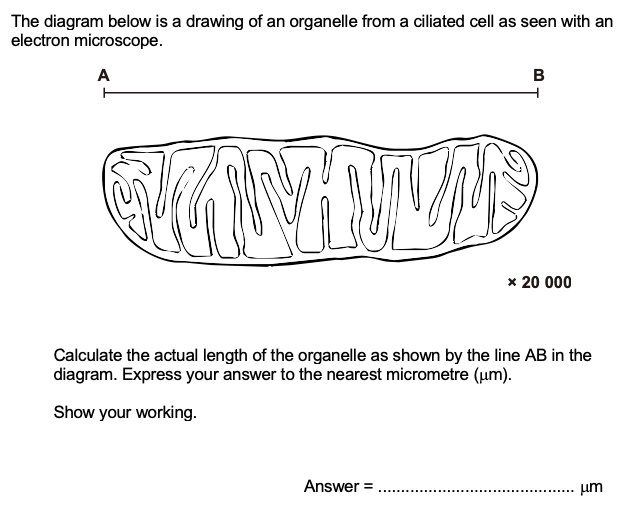 The diagram below is a drawing of an organelle from a ciliated cell as seen with an
electron microscope.
A B
× 20 000
Calculate the actual length of the organelle as shown by the line AB in the
diagram. Express your answer to the nearest micrometre (µm).
Show your working.
Answer = ........................................... µm